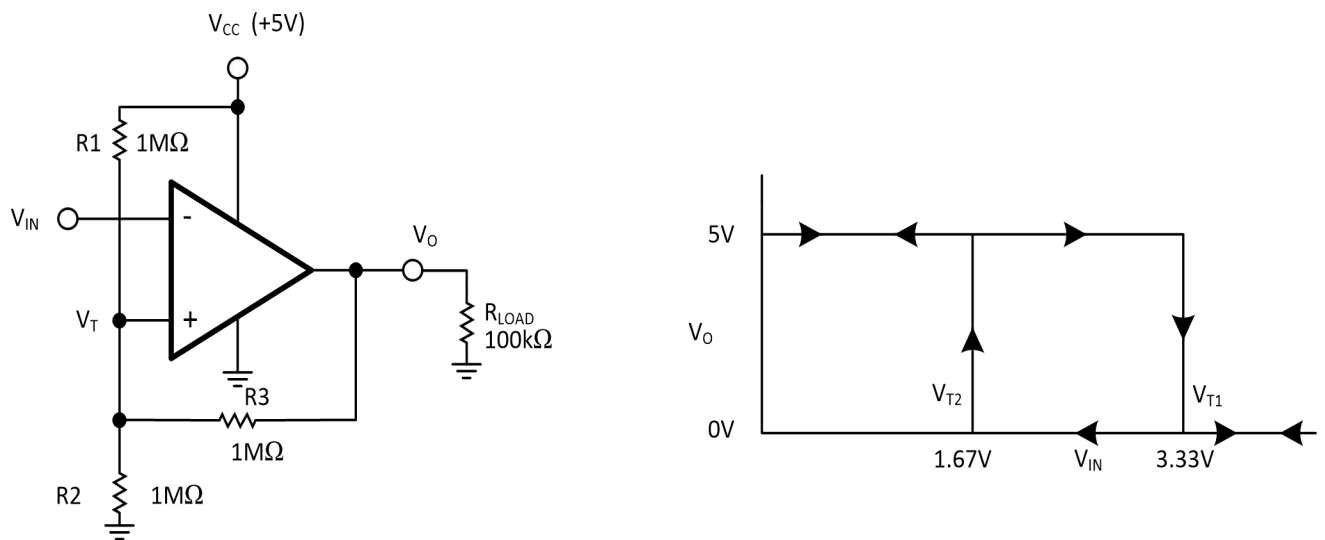 VCC (+5V)
R1 1MΩ
VIN
-
VO
VT
+
RLOAD
100kΩ
R3
1MΩ
R2 1MΩ
5V
VO
VT2
VT1
0V
1.67V
VIN
3.33V